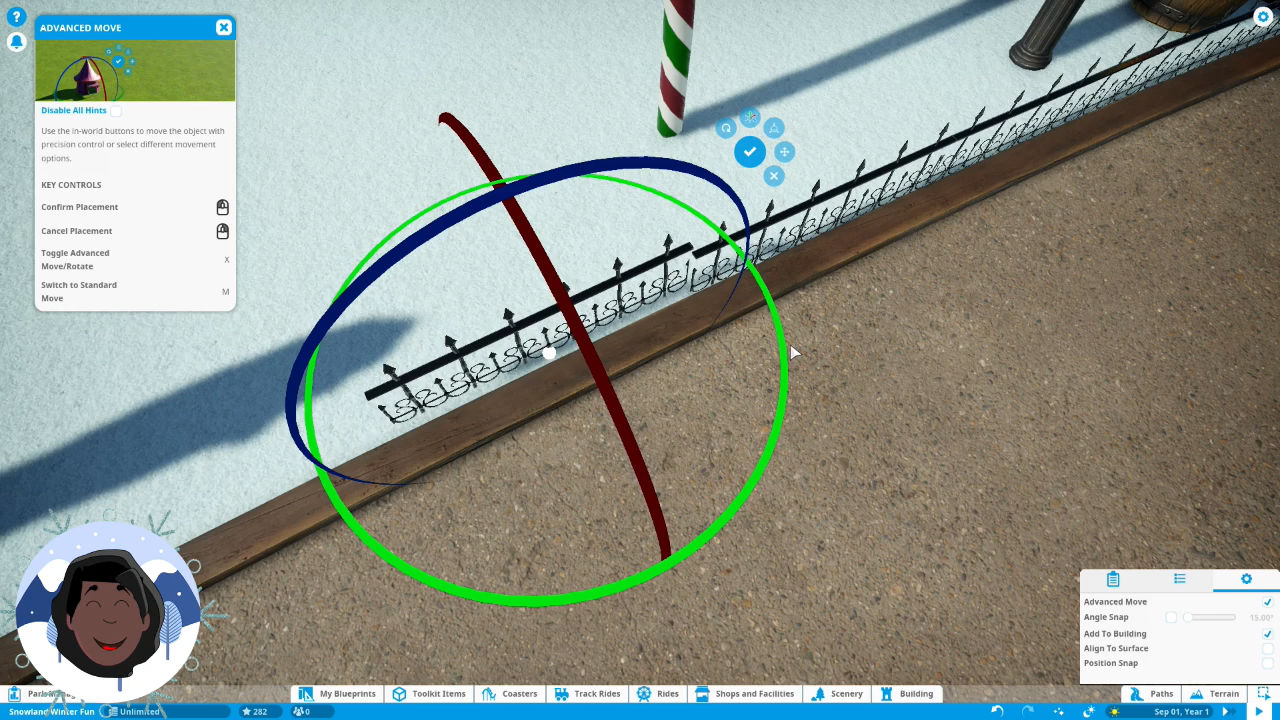 ADVANCED MOVE
Disable All Hints
Use the in-world buttons to move the object with
precision control or select different movement
options.
KEY CONTROLS
Confirm Placement
Cancel Placement
Toggle Advanced
Move/Rotate X
Switch to Standard
Move M
Advanced Move
Angle Snap 15.00°
Add To Building
Align To Surface
Position Snap
My Blueprints Toolkit Items Coasters Track Rides Rides Shops and Facilities Scenery Building Paths Terrain
Snowland Winter Fun Unlimited 282 0 Sep 01, Year 1